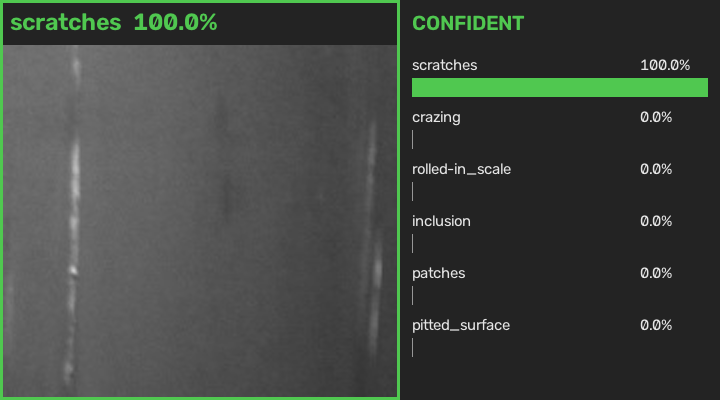 scratches 100.0%
CONFIDENT
scratches 100.0%
crazing 0.0%
rolled-in_scale 0.0%
inclusion 0.0%
patches 0.0%
pitted_surface 0.0%